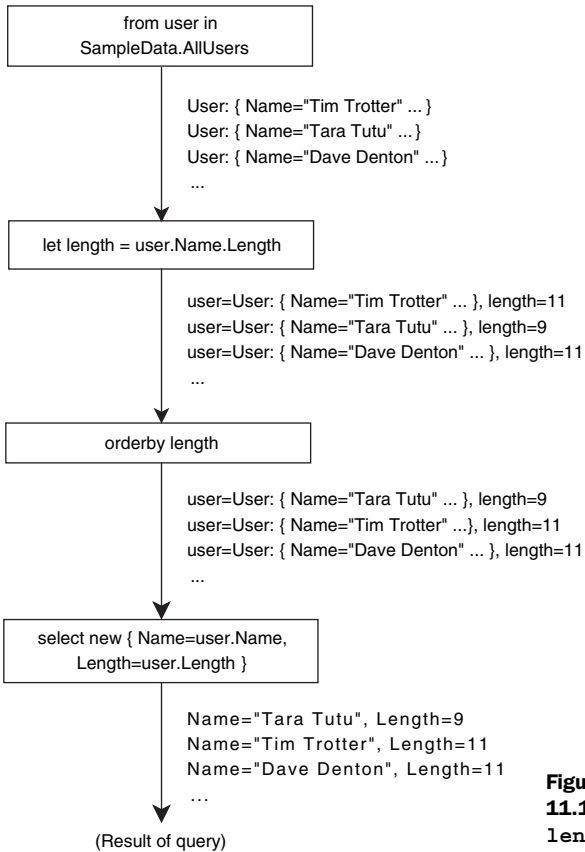 from user in
SampleData.AllUsers
User: { Name="Tim Trotter" ... }
User: { Name="Tara Tutu" ... }
User: { Name="Dave Denton" ... }
...
let length = user.Name.Length
user=User: { Name="Tim Trotter" ... }, length=11
user=User: { Name="Tara Tutu" ... }, length=9
user=User: { Name="Dave Denton" ... }, length=11
...
orderby length
user=User: { Name="Tara Tutu" ... }, length=9
user=User: { Name="Tim Trotter" ...}, length=11
user=User: { Name="Dave Denton" ... }, length=11
...
select new { Name=user.Name,
Length=user.Length }
Name="Tara Tutu", Length=9
Name="Tim Trotter", Length=11
Name="Dave Denton", Length=11
...
(Result of query)